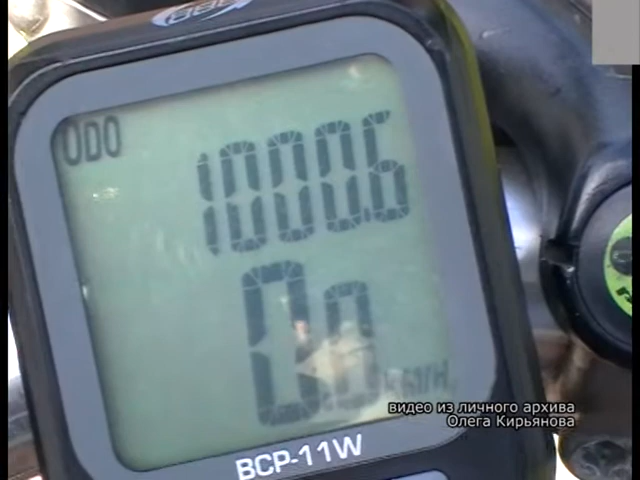 BBB
ODO
1000.6
0.0
KM/H
BCP-11W
видео из личного архива
Олега Кирьянова